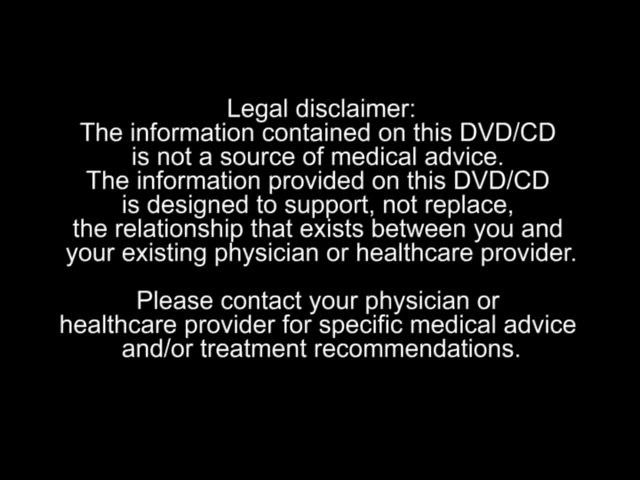 Legal disclaimer:
The information contained on this DVD/CD
is not a source of medical advice.
The information provided on this DVD/CD
is designed to support, not replace,
the relationship that exists between you and
your existing physician or healthcare provider.
Please contact your physician or
healthcare provider for specific medical advice
and/or treatment recommendations.